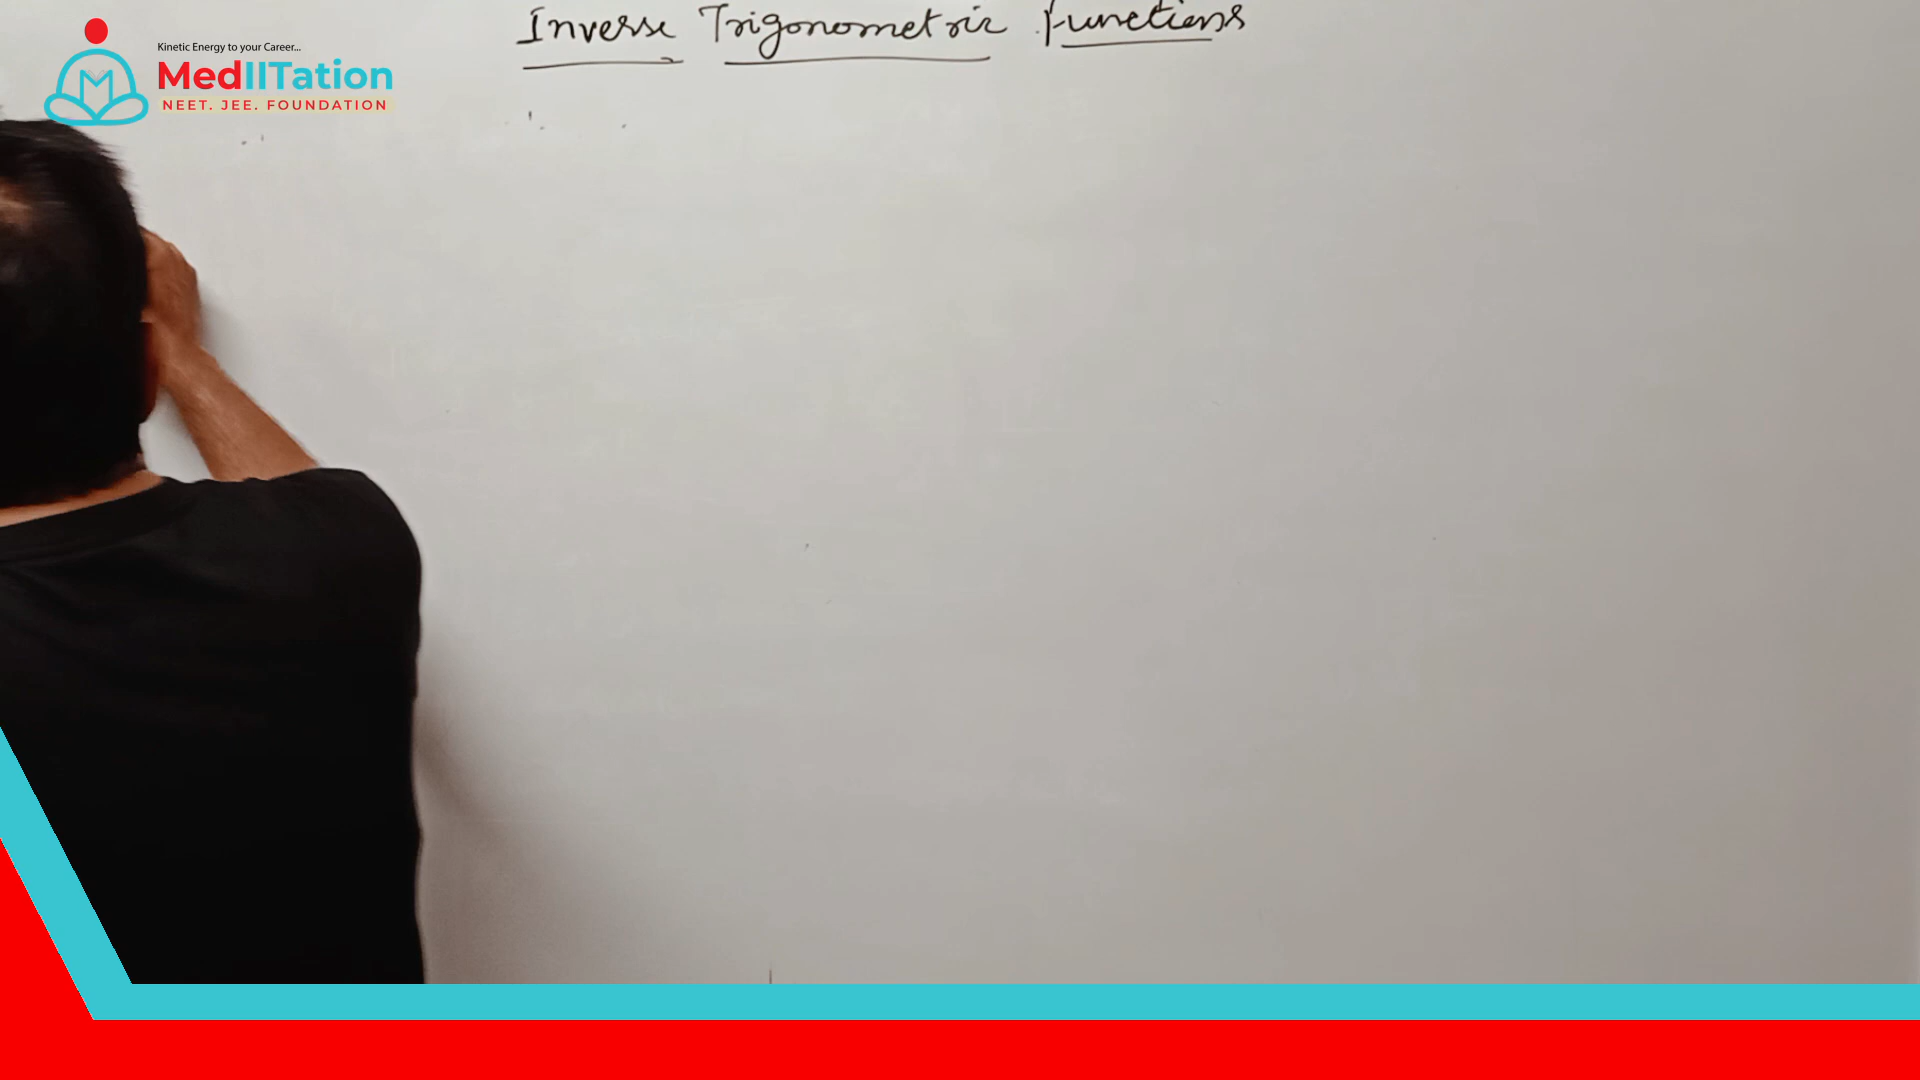 Inverse Trigonometric Functions
Kinetic Energy to your Career...
MedIITation
NEET. JEE. FOUNDATION